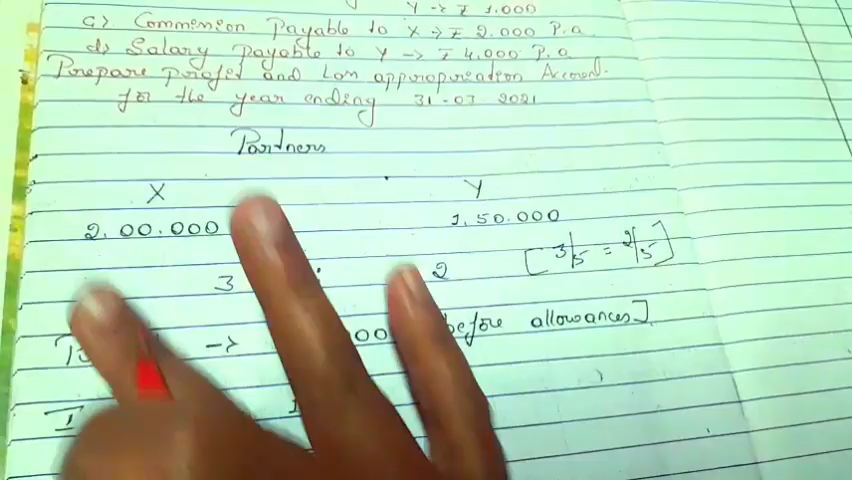 Y -> ₹ 1.000
c> Commission Payable to X -> ₹ 2.000 P.a
d> Salary payable to Y -> ₹ 4,000 P.a
Prepare profit and Loss appropriation Account.
for the year ending 31-03-2021
Partners
X Y
2,00.000 1,50.000
3 : 2 [3/5 = 2/5]
-> 00 before allowances]
I